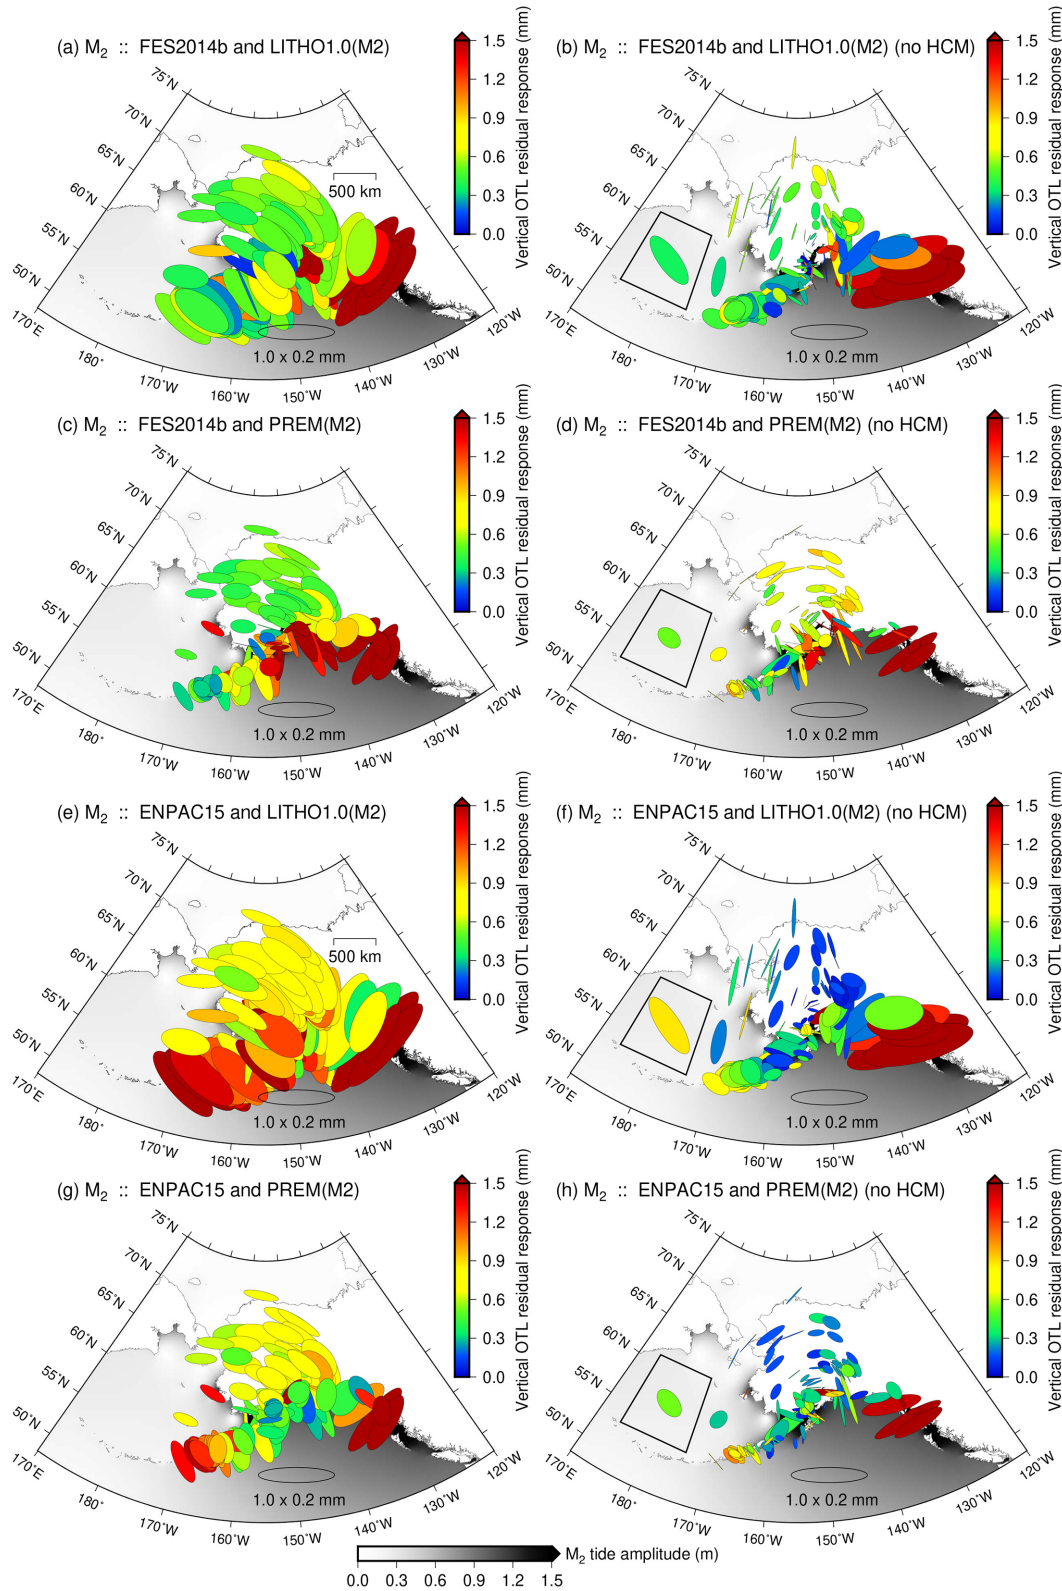 (a) M2 :: FES2014b and LITHO1.0(M2)
75˚N
70˚N
65˚N
60˚N
55˚N
50˚N
170˚E
180˚
170˚W
160˚W
150˚W
140˚W
130˚W
120˚W
500 km
1.0 x 0.2 mm
1.5
1.2
0.9
0.6
0.3
0.0
Vertical OTL residual response (mm)
(b) M2 :: FES2014b and LITHO1.0(M2) (no HCM)
75˚N
70˚N
65˚N
60˚N
55˚N
50˚N
170˚E
180˚
170˚W
160˚W
150˚W
140˚W
130˚W
120˚W
1.0 x 0.2 mm
1.5
1.2
0.9
0.6
0.3
0.0
Vertical OTL residual response (mm)
(c) M2 :: FES2014b and PREM(M2)
75˚N
70˚N
65˚N
60˚N
55˚N
50˚N
170˚E
180˚
170˚W
160˚W
150˚W
140˚W
130˚W
120˚W
1.0 x 0.2 mm
1.5
1.2
0.9
0.6
0.3
0.0
Vertical OTL residual response (mm)
(d) M2 :: FES2014b and PREM(M2) (no HCM)
75˚N
70˚N
65˚N
60˚N
55˚N
50˚N
170˚E
180˚
170˚W
160˚W
150˚W
140˚W
130˚W
120˚W
1.0 x 0.2 mm
1.5
1.2
0.9
0.6
0.3
0.0
Vertical OTL residual response (mm)
(e) M2 :: ENPAC15 and LITHO1.0(M2)
75˚N
70˚N
65˚N
60˚N
55˚N
50˚N
170˚E
180˚
170˚W
160˚W
150˚W
140˚W
130˚W
120˚W
500 km
1.0 x 0.2 mm
1.5
1.2
0.9
0.6
0.3
0.0
Vertical OTL residual response (mm)
(f) M2 :: ENPAC15 and LITHO1.0(M2) (no HCM)
75˚N
70˚N
65˚N
60˚N
55˚N
50˚N
170˚E
180˚
170˚W
160˚W
150˚W
140˚W
130˚W
120˚W
1.0 x 0.2 mm
1.5
1.2
0.9
0.6
0.3
0.0
Vertical OTL residual response (mm)
(g) M2 :: ENPAC15 and PREM(M2)
75˚N
70˚N
65˚N
60˚N
55˚N
50˚N
170˚E
180˚
170˚W
160˚W
150˚W
140˚W
130˚W
120˚W
1.0 x 0.2 mm
1.5
1.2
0.9
0.6
0.3
0.0
Vertical OTL residual response (mm)
(h) M2 :: ENPAC15 and PREM(M2) (no HCM)
75˚N
70˚N
65˚N
60˚N
55˚N
50˚N
170˚E
180˚
170˚W
160˚W
150˚W
140˚W
130˚W
120˚W
1.0 x 0.2 mm
1.5
1.2
0.9
0.6
0.3
0.0
Vertical OTL residual response (mm)
M2 tide amplitude (m)
0.0 0.3 0.6 0.9 1.2 1.5